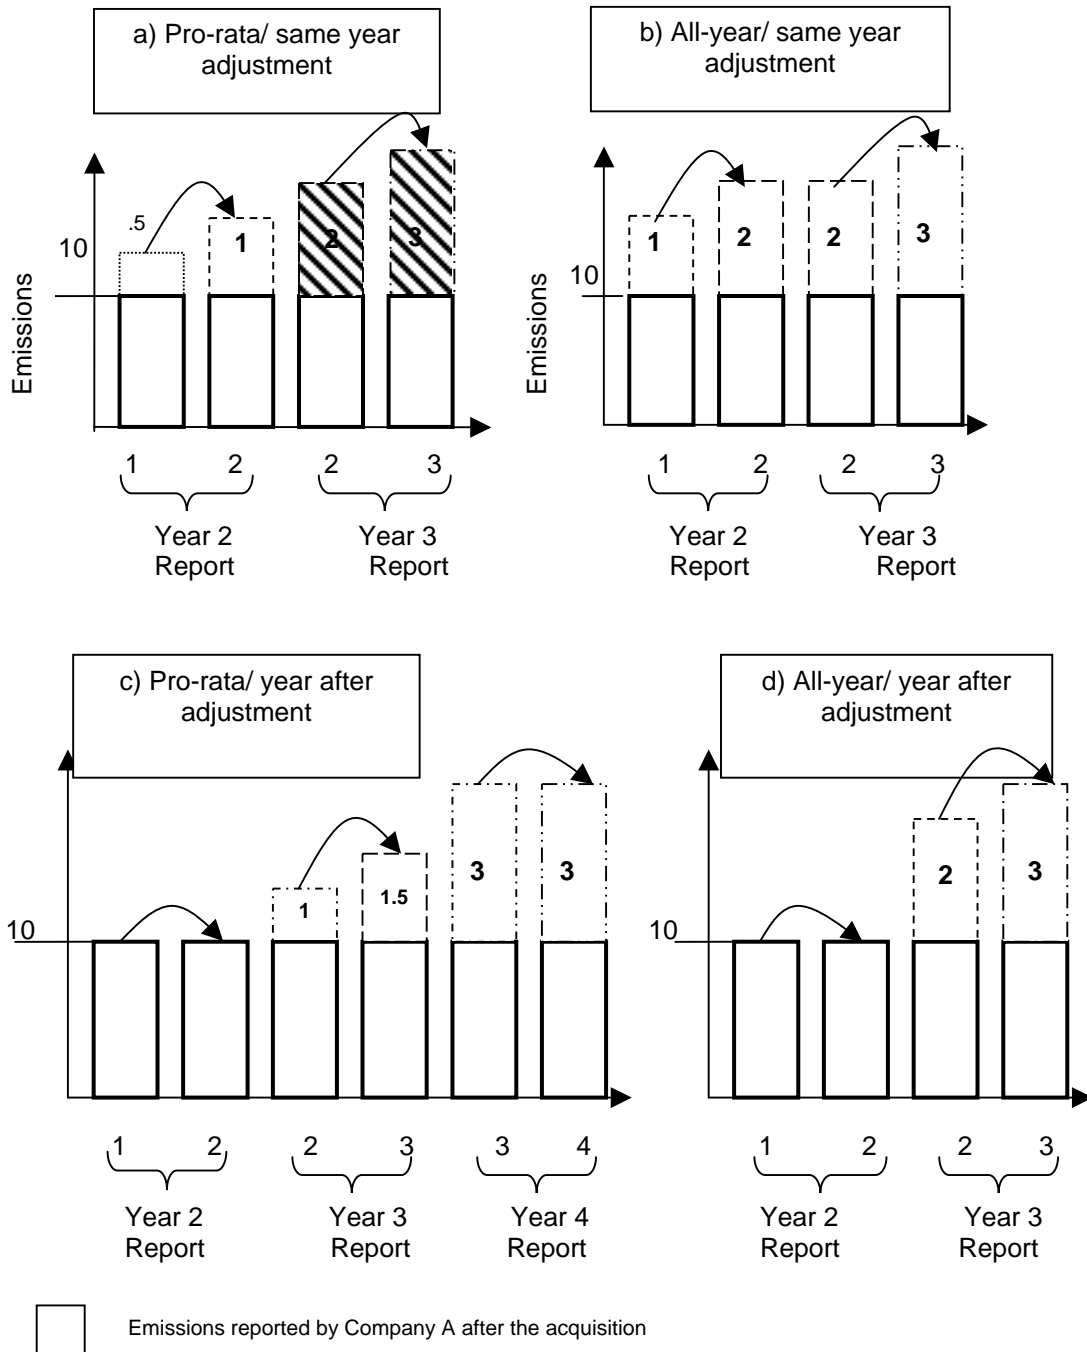 a) Pro-rata/ same year
adjustment
b) All-year/ same year
adjustment
.5
1
2
3
10
Emissions
1 2 2 3
Year 2
Report
Year 3
Report
1
2
2
3
10
Emissions
1 2 2 3
Year 2
Report
Year 3
Report
c) Pro-rata/ year after
adjustment
d) All-year/ year after
adjustment
1
1.5
3
3
10
1 2 2 3 3 4
Year 2
Report
Year 3
Report
Year 4
Report
2
3
10
1 2 2 3
Year 2
Report
Year 3
Report
Emissions reported by Company A after the acquisition